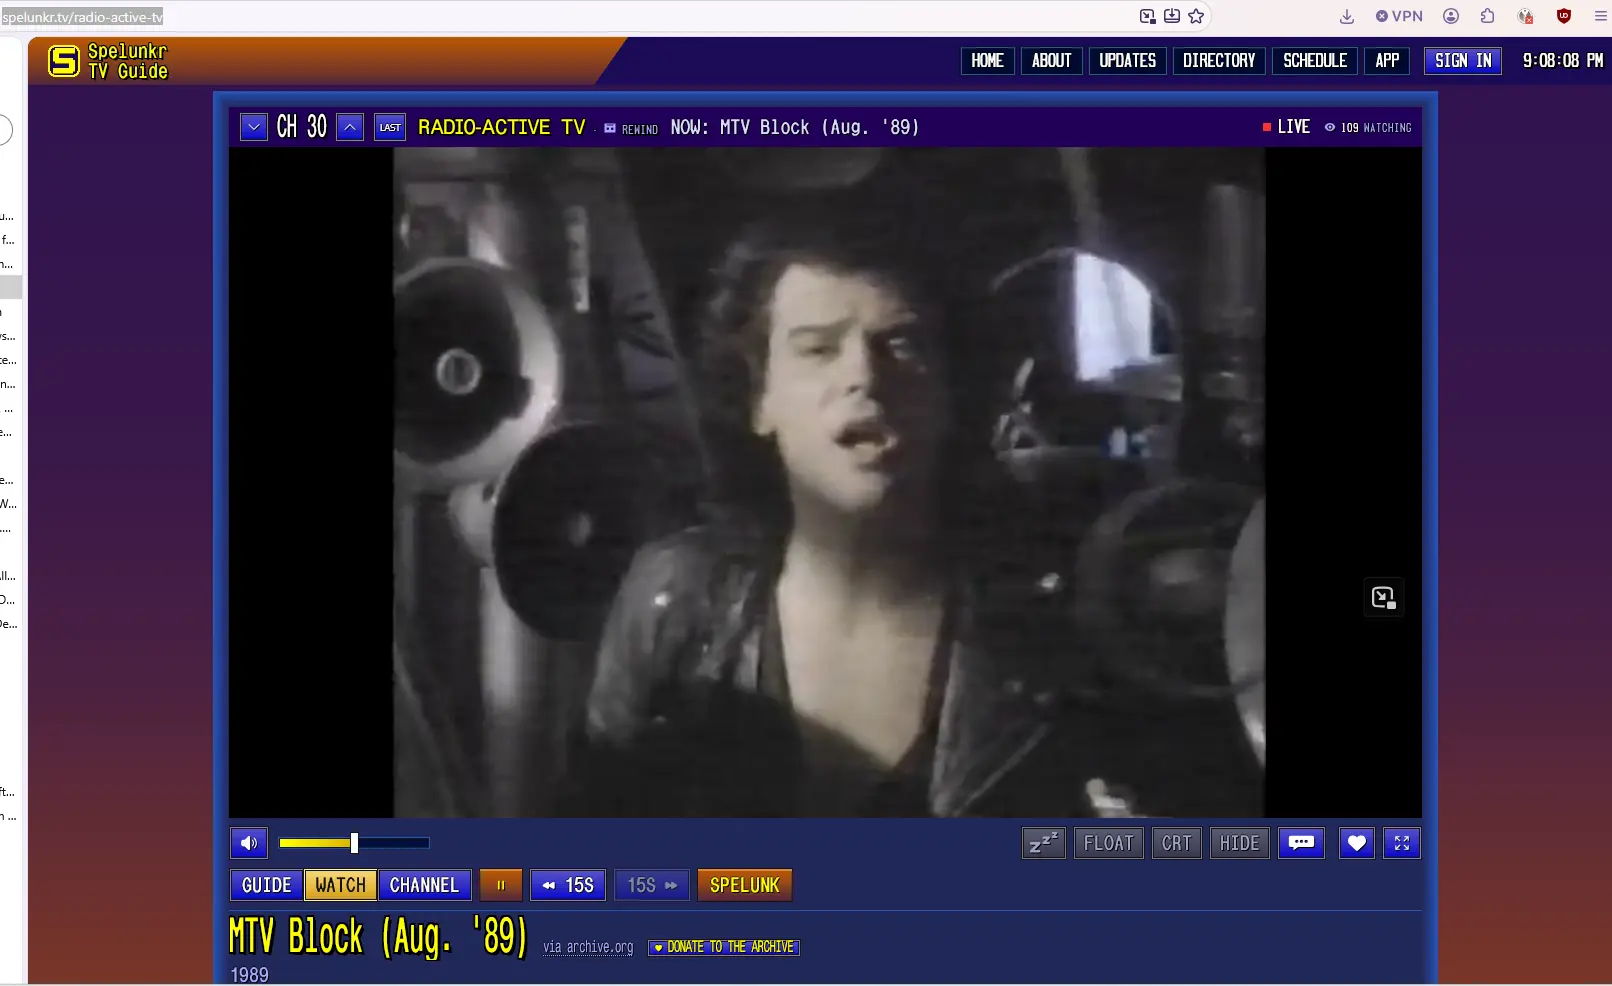 spelunkr.tv/radio-active-tv
VPN
Spelunkr
TV Guide
HOME
ABOUT
UPDATES
DIRECTORY
SCHEDULE
APP
SIGN IN
9:08:08 PM
CH 30
LAST
RADIO-ACTIVE TV
REMIND
NOW: MTV Block (Aug. '89)
LIVE
109 WATCHING
zzz
FLOAT
CRT
HIDE
GUIDE
WATCH
CHANNEL
15S
15S
SPELUNK
MTV Block (Aug. '89)
via archive.org
DONATE TO THE ARCHIVE
1989